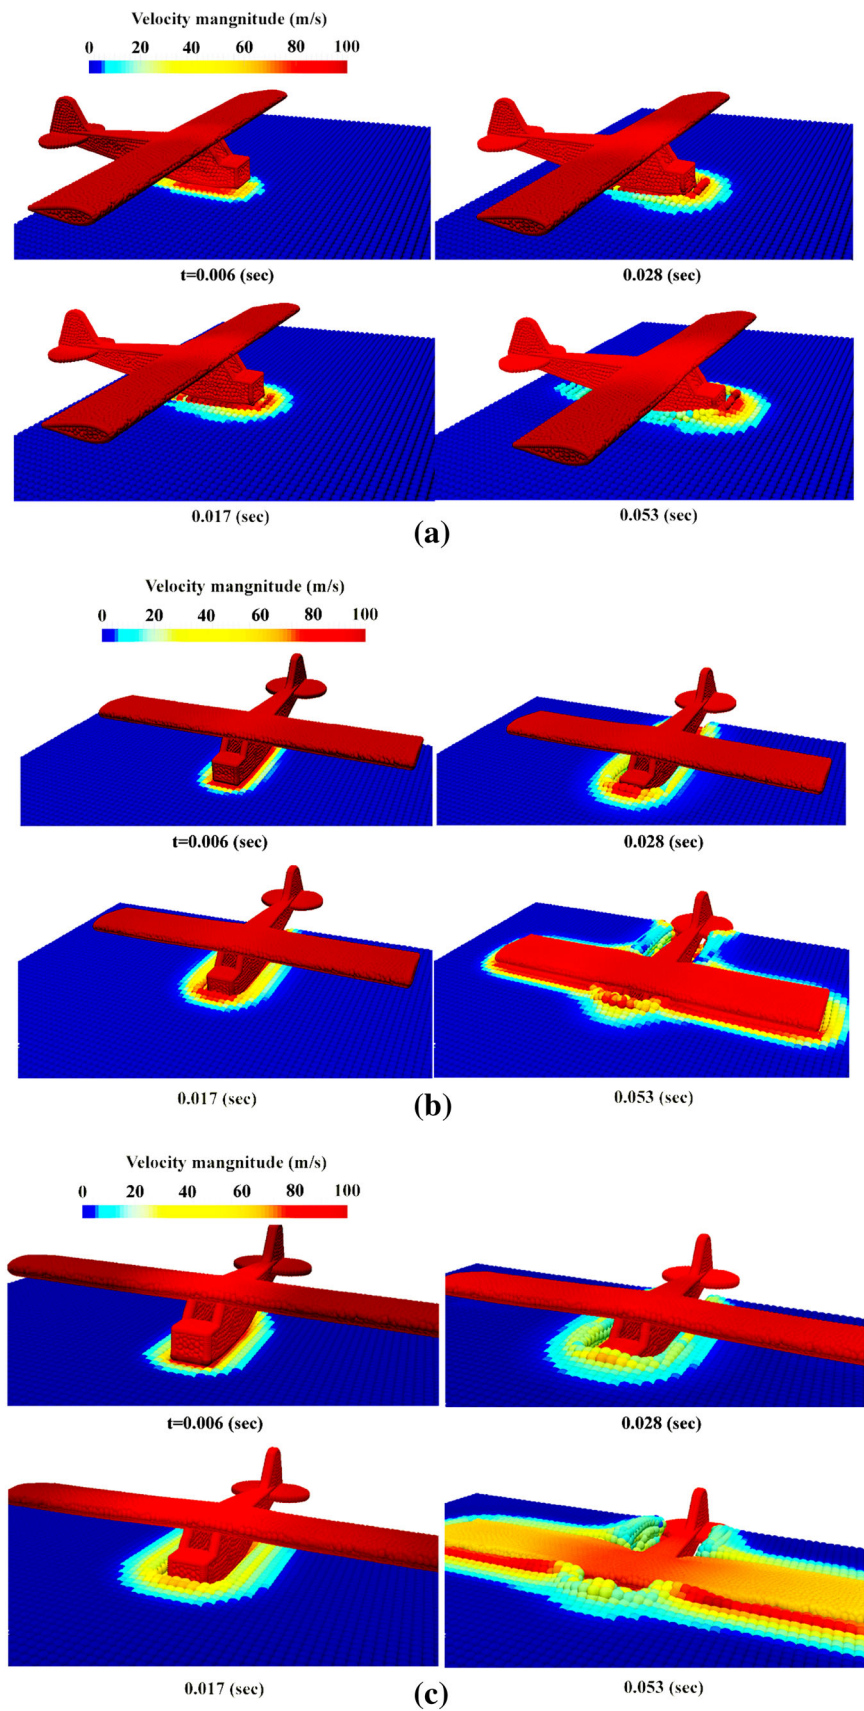 Velocity mangnitude (m/s)
0 20 40 60 80 100
t=0.006 (sec)
0.028 (sec)
0.017 (sec)
0.053 (sec)
(a)
Velocity mangnitude (m/s)
0 20 40 60 80 100
t=0.006 (sec)
0.028 (sec)
0.017 (sec)
0.053 (sec)
(b)
Velocity mangnitude (m/s)
0 20 40 60 80 100
t=0.006 (sec)
0.028 (sec)
0.017 (sec)
0.053 (sec)
(c)